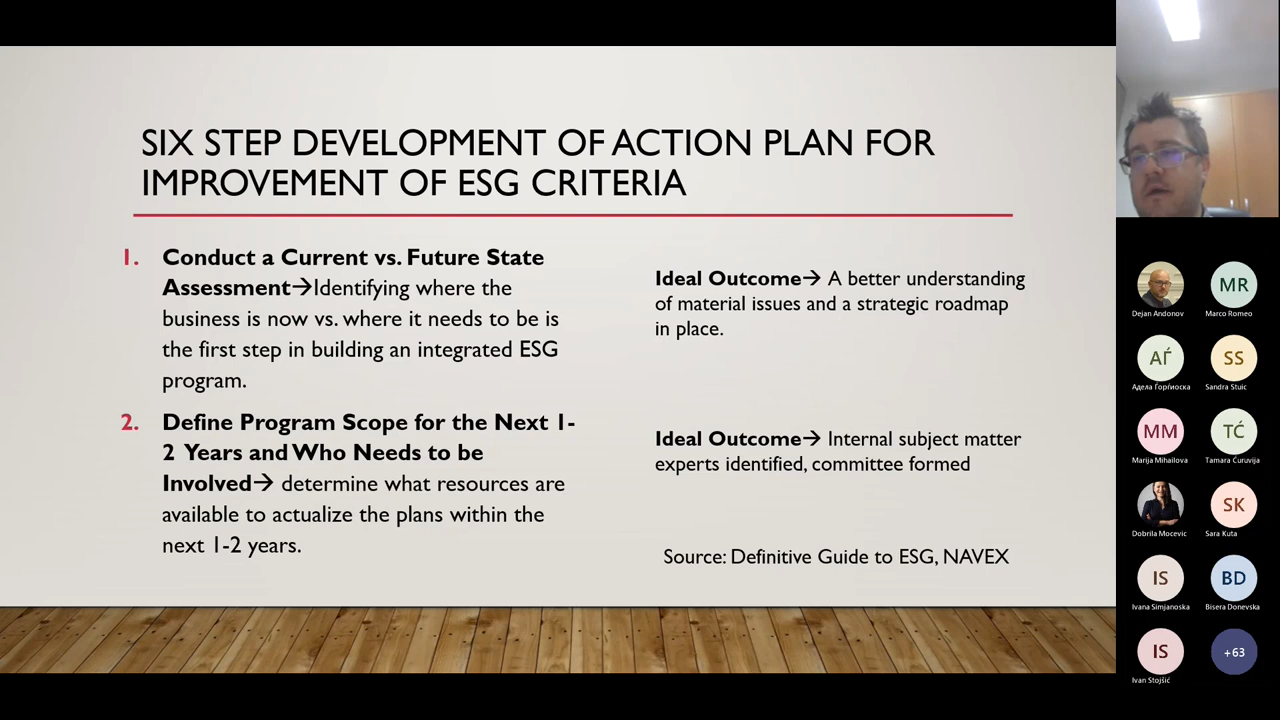 SIX STEP DEVELOPMENT OF ACTION PLAN FOR
IMPROVEMENT OF ESG CRITERIA
1. Conduct a Current vs. Future State
Assessment→Identifying where the
business is now vs. where it needs to be is
the first step in building an integrated ESG
program.
2. Define Program Scope for the Next 1-
2 Years and Who Needs to be
Involved→ determine what resources are
available to actualize the plans within the
next 1-2 years.
Ideal Outcome→ A better understanding
of material issues and a strategic roadmap
in place.
Ideal Outcome→ Internal subject matter
experts identified, committee formed
Source: Definitive Guide to ESG, NAVEX
Dejan Andonov
MR
Marco Romeo
АЃ
Адела Ѓорѓиоска
SS
Sandra Stuic
MM
Marija Mihailova
TĆ
Tamara Ćuruvija
Dobrila Mocevic
SK
Sara Kuta
IS
Ivana Simjanoska
BD
Bisera Donevska
IS
Ivan Stojšić
+63